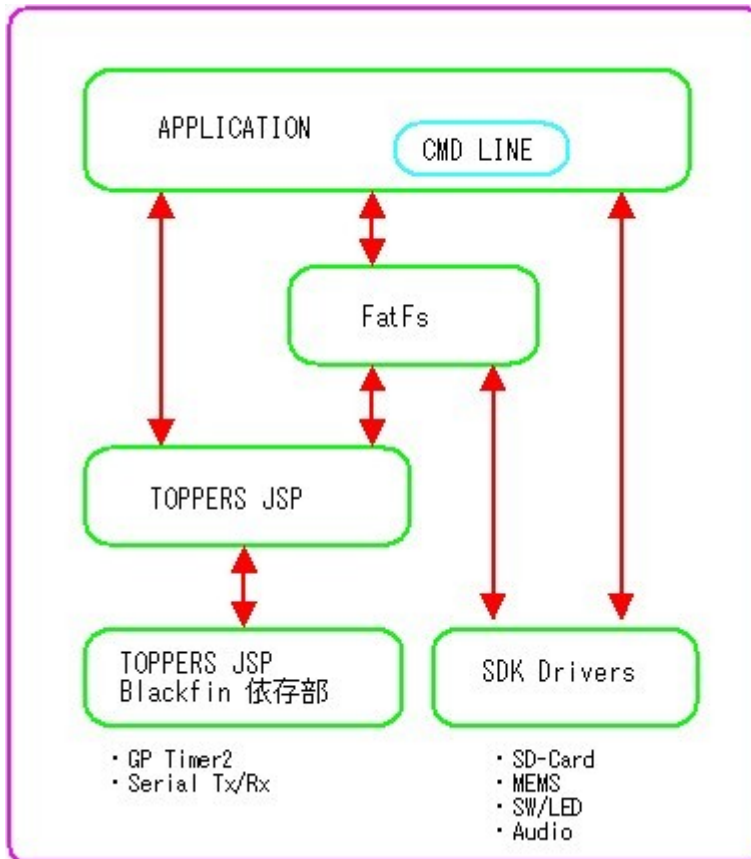 APPLICATION
CMD LINE
FatFs
TOPPERS JSP
TOPPERS JSP
Blackfin 依存部
SDK Drivers
・GP Timer2
・Serial Tx/Rx
・SD-Card
・MEMS
・SW/LED
・Audio